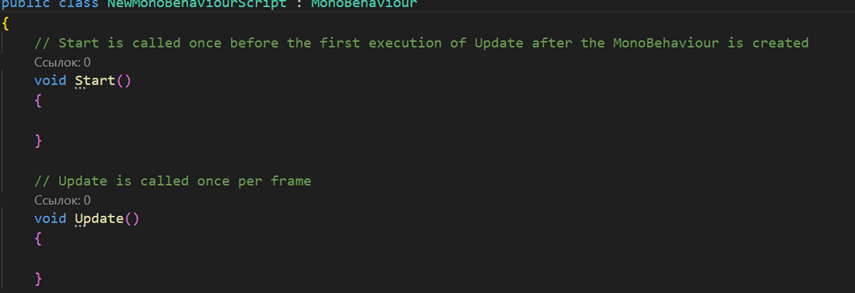 public class NewMonoBehaviourScript : MonoBehaviour
{
// Start is called once before the first execution of Update after the MonoBehaviour is created
Ссылок: 0
void Start()
{
}
// Update is called once per frame
Ссылок: 0
void Update()
{
}